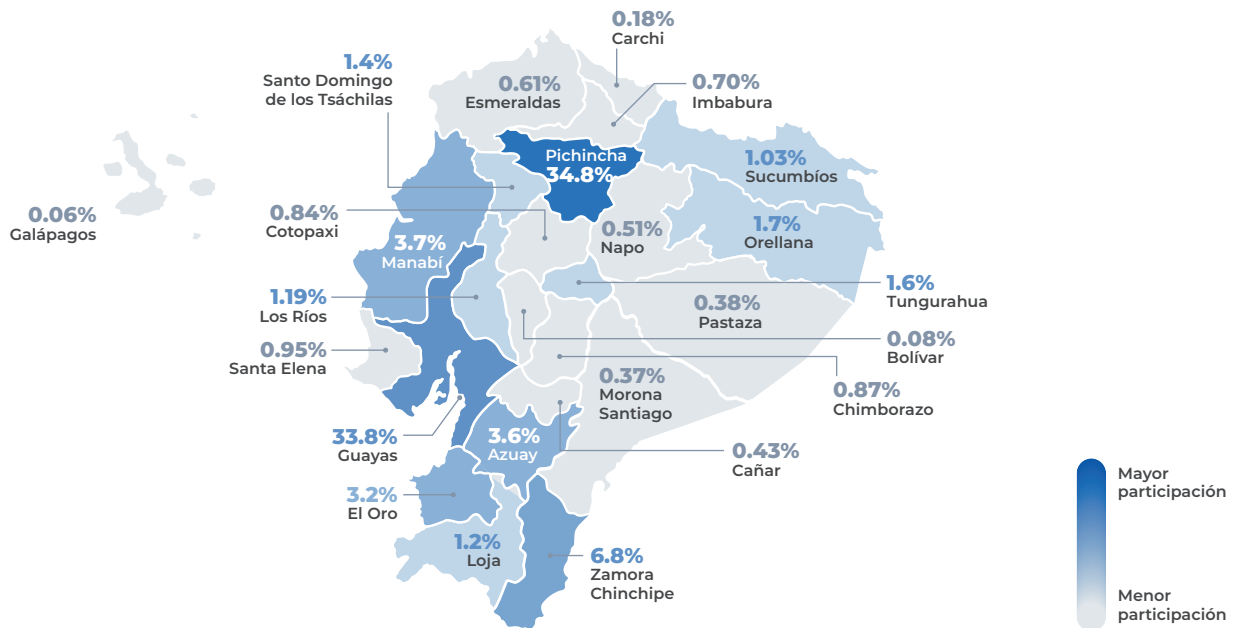 0.18%
Carchi
1.4%
Santo Domingo
de los Tsáchilas
0.61%
Esmeraldas
0.70%
Imbabura
Pichincha
34.8%
1.03%
Sucumbíos
0.06%
Galápagos
0.84%
Cotopaxi
3.7%
Manabí
0.51%
Napo
1.7%
Orellana
1.19%
Los Ríos
1.6%
Tungurahua
0.38%
Pastaza
0.95%
Santa Elena
0.08%
Bolívar
0.37%
Morona
Santiago
0.87%
Chimborazo
33.8%
Guayas
3.6%
Azuay
0.43%
Cañar
3.2%
El Oro
1.2%
Loja
6.8%
Zamora
Chinchipe
Mayor
participación
Menor
participación